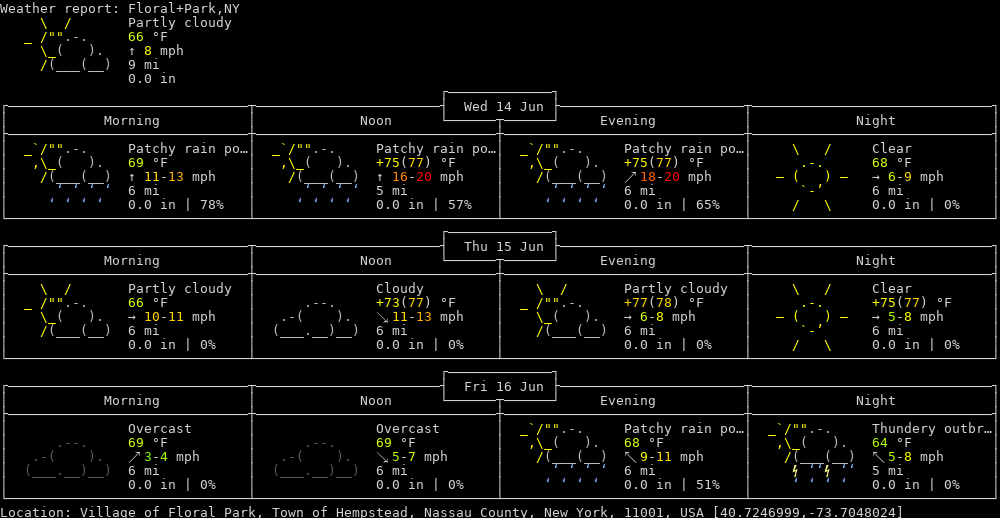 Weather report: Floral+Park,NY
Partly cloudy
66 °F
↑ 8 mph
9 mi
0.0 in
Wed 14 Jun
Morning Noon Evening Night
Patchy rain po… Patchy rain po… Patchy rain po… Clear
69 °F +75(77) °F +75(77) °F 68 °F
↑ 11-13 mph ↑ 16-20 mph ↗ 18-20 mph → 6-9 mph
6 mi 5 mi 6 mi 6 mi
0.0 in | 78% 0.0 in | 57% 0.0 in | 65% 0.0 in | 0%
Thu 15 Jun
Morning Noon Evening Night
Partly cloudy Cloudy Partly cloudy Clear
66 °F +73(77) °F +77(78) °F +75(77) °F
→ 10-11 mph ↘ 11-13 mph → 6-8 mph → 5-8 mph
6 mi 6 mi 6 mi 6 mi
0.0 in | 0% 0.0 in | 0% 0.0 in | 0% 0.0 in | 0%
Fri 16 Jun
Morning Noon Evening Night
Overcast Overcast Patchy rain po… Thundery outbr…
69 °F 69 °F 68 °F 64 °F
↗ 3-4 mph ↘ 5-7 mph ↖ 9-11 mph ↖ 5-8 mph
6 mi 6 mi 6 mi 5 mi
0.0 in | 0% 0.0 in | 0% 0.0 in | 51% 0.0 in | 0%
Location: Village of Floral Park, Town of Hempstead, Nassau County, New York, 11001, USA [40.7246999,-73.7048024]